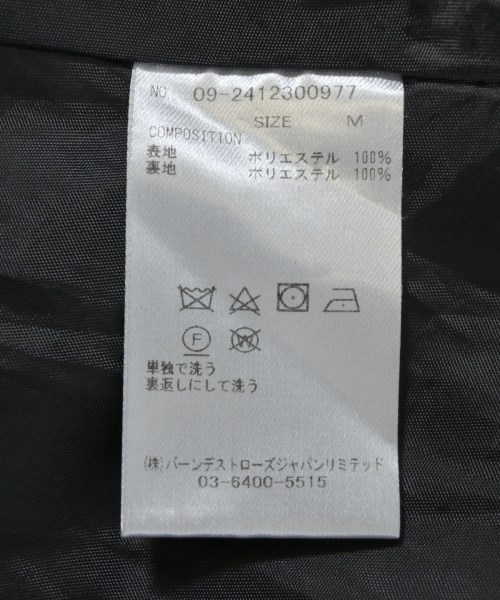 NO 09-2412300977
SIZE M
COMPOSITION
表地 ポリエステル 100%
裏地 ポリエステル 100%
F W
単独で洗う
裏返しにして洗う
(株)バーンデストローズジャパンリミテッド
03-6400-5515